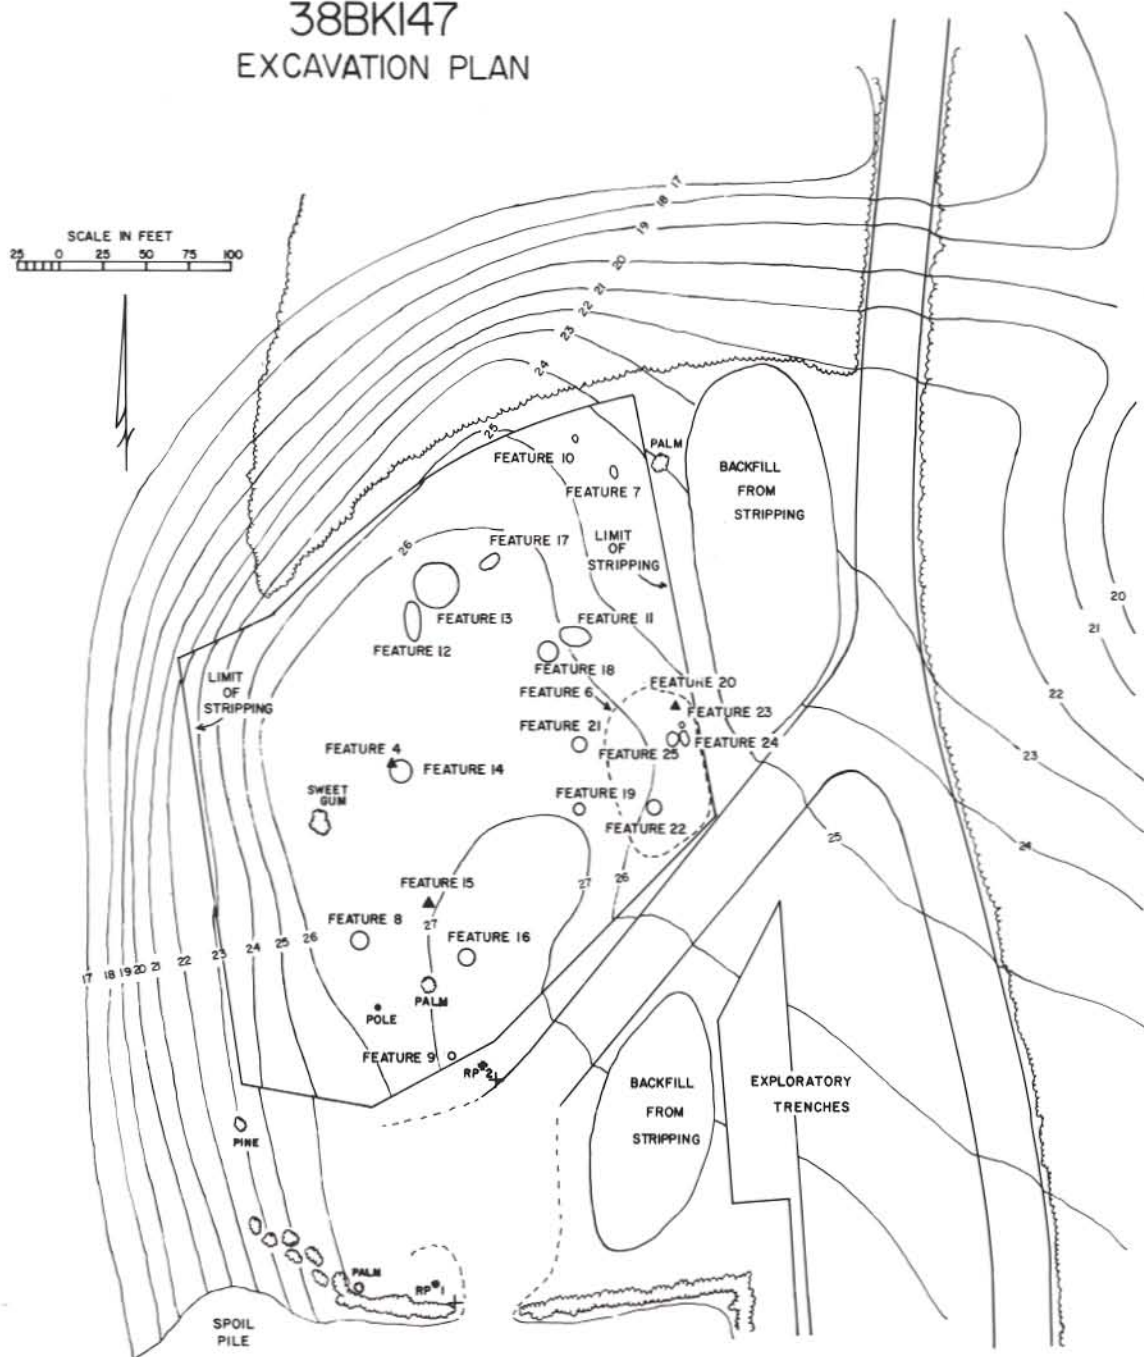 38BK147
EXCAVATION PLAN
SCALE IN FEET
25 0 25 50 75 100
17
18
19
20
21
22
23
24
25
FEATURE 10
PALM
FEATURE 7
BACKFILL
FROM
STRIPPING
26
FEATURE 17
LIMIT
OF
STRIPPING
FEATURE 13
FEATURE 11
FEATURE 12
FEATURE 18
20
21
22
23
24
25
LIMIT
OF
STRIPPING
FEATURE 6
FEATURE 20
FEATURE 23
FEATURE 21
FEATURE 25
FEATURE 24
FEATURE 4
FEATURE 14
SWEET
GUM
FEATURE 19
FEATURE 22
27
26
FEATURE 15
27
FEATURE 8
FEATURE 16
17 18 19 20 21 22 23 24 25 26
PALM
POLE
FEATURE 9
RP#2
BACKFILL
FROM
STRIPPING
EXPLORATORY
TRENCHES
PINE
PALM
RP#1
SPOIL
PILE